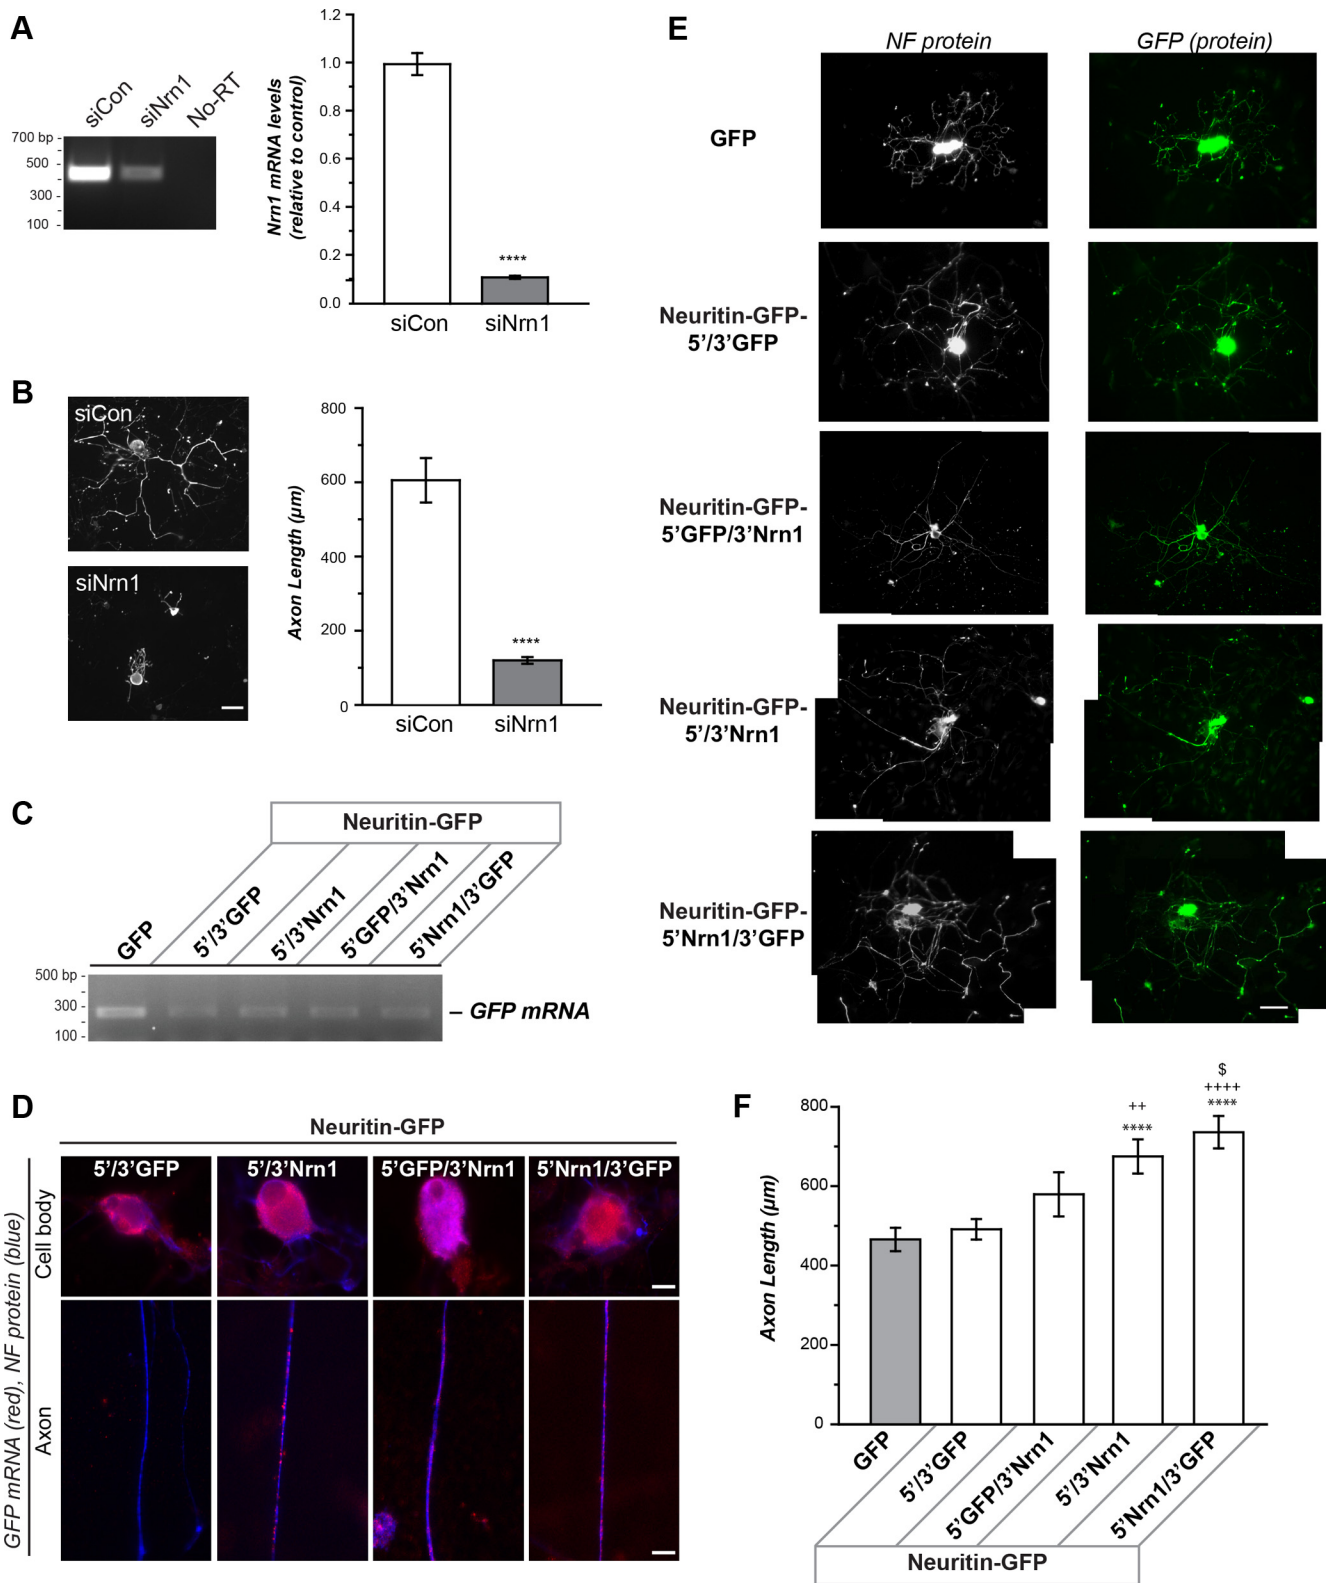 A
siCon
siNrn1
No-RT
700 bp -
-
500 -
-
300 -
-
100 -
Nrn1 mRNA levels
(relative to control)
1.2
1.0
0.8
0.6
0.4
0.2
0.0
****
siCon
siNrn1
B
siCon
siNrn1
Axon Length (µm)
800
600
400
200
0
****
siCon
siNrn1
C
Neuritin-GFP
GFP
5’/3’GFP
5’/3’Nrn1
5’GFP/3’Nrn1
5’Nrn1/3’GFP
500 bp -
-
300 -
-
100 -
– GFP mRNA
D
Neuritin-GFP
GFP mRNA (red), NF protein (blue)
Cell body
Axon
5’/3’GFP
5’/3’Nrn1
5’GFP/3’Nrn1
5’Nrn1/3’GFP
E
NF protein
GFP (protein)
GFP
Neuritin-GFP-
5’/3’GFP
Neuritin-GFP-
5’GFP/3’Nrn1
Neuritin-GFP-
5’/3’Nrn1
Neuritin-GFP-
5’Nrn1/3’GFP
F
Axon Length (µm)
800
600
400
200
0
++
****
$
++++
****
GFP
5’/3’GFP
5’GFP/3’Nrn1
5’/3’Nrn1
5’Nrn1/3’GFP
Neuritin-GFP